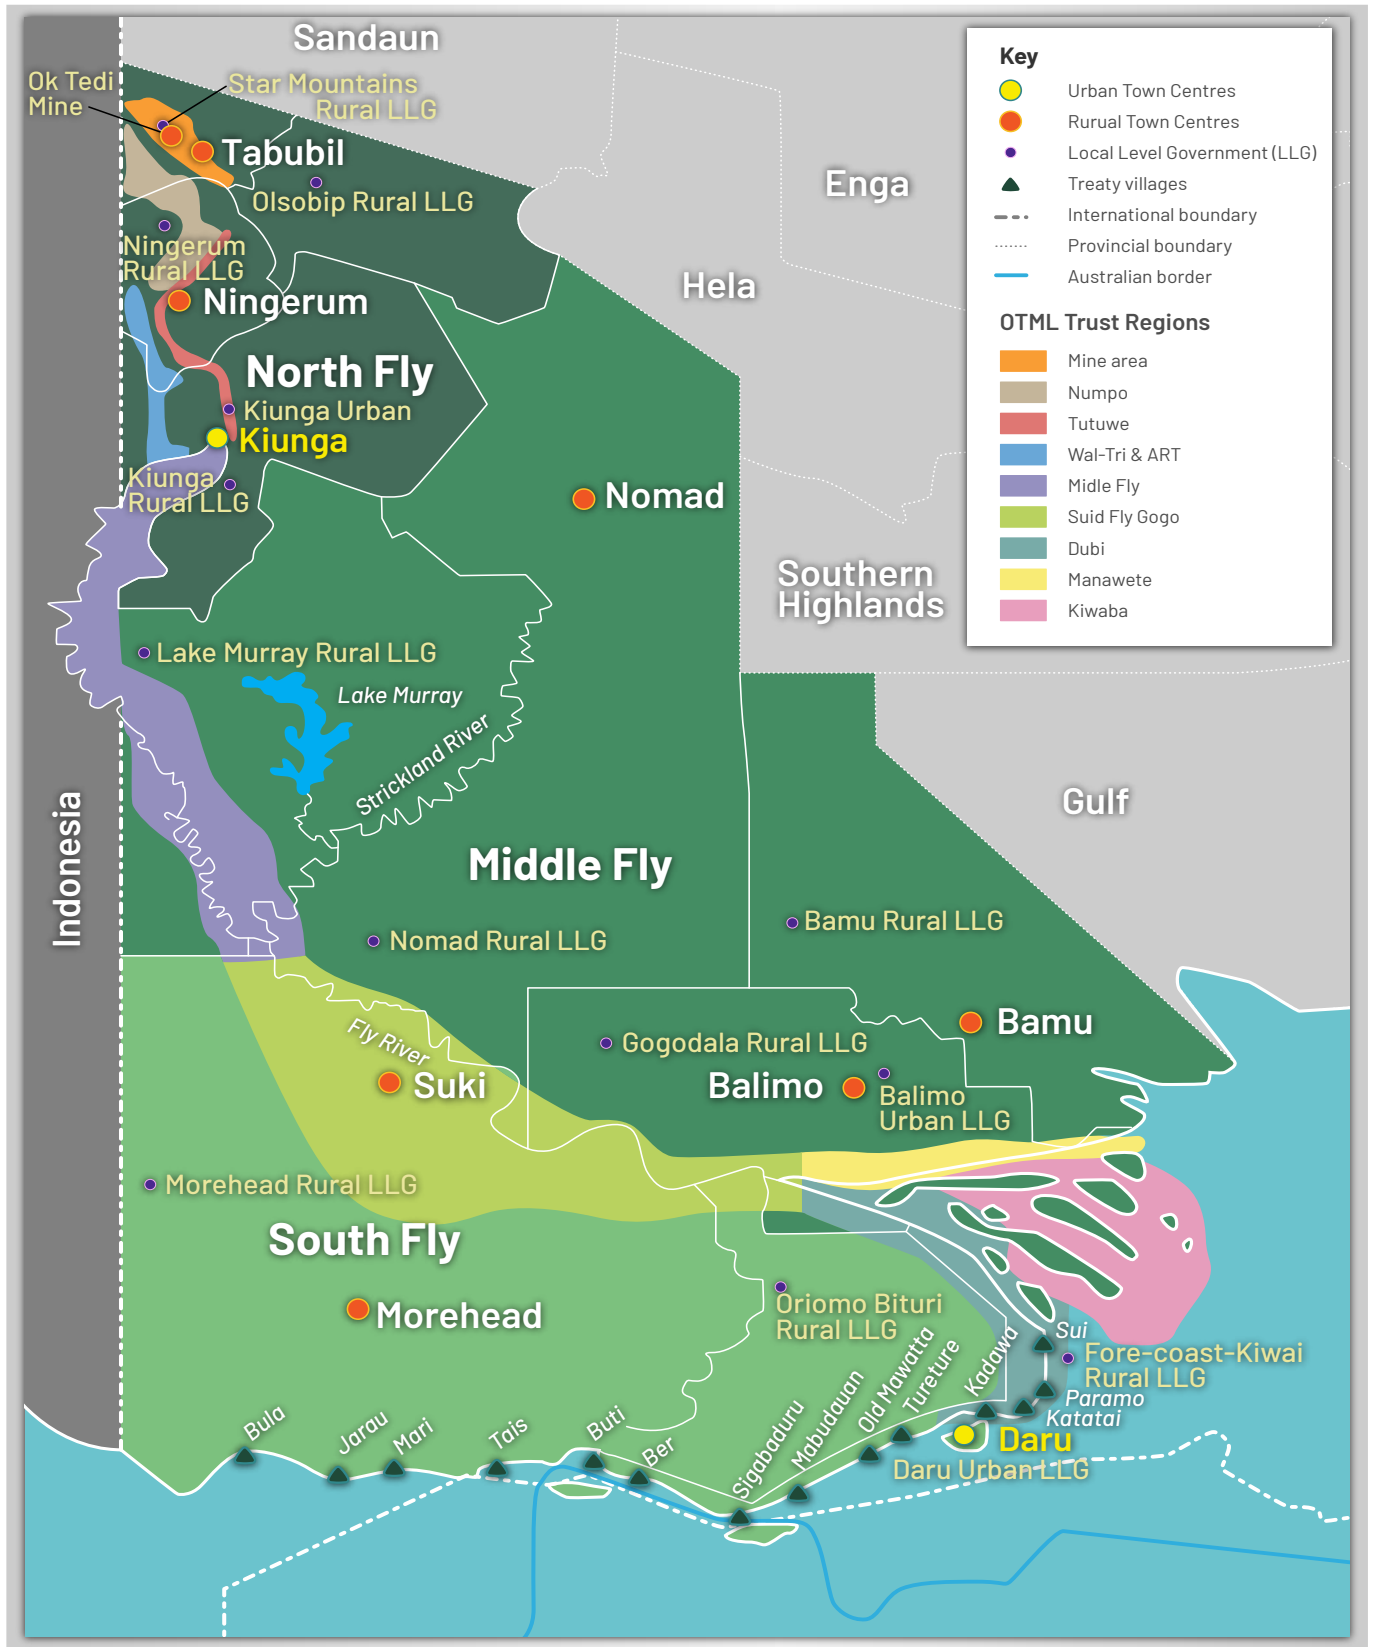 Sandaun
Ok Tedi
Mine
Star Mountains
Rural LLG
Tabubil
Olsobip Rural LLG
Ningerum
Rural LLG
Ningerum
North Fly
Kiunga Urban
Kiunga
Kiunga
Rural LLG
Enga
Hela
Nomad
Southern
Highlands
Key
Urban Town Centres
Rurual Town Centres
Local Level Government (LLG)
Treaty villages
International boundary
Provincial boundary
Australian border
OTML Trust Regions
Mine area
Numpo
Tutuwe
Wal-Tri & ART
Midle Fly
Suid Fly Gogo
Dubi
Manawete
Kiwaba
Lake Murray Rural LLG
Lake Murray
Strickland River
Indonesia
Gulf
Middle Fly
Nomad Rural LLG
Bamu Rural LLG
Bamu
Fly River
Suki
Gogodala Rural LLG
Balimo
Balimo
Urban LLG
Morehead Rural LLG
South Fly
Morehead
Oriomo Bituri
Rural LLG
Sui
Fore-coast-Kiwai
Rural LLG
Paramo
Katatai
Daru
Daru Urban LLG
Bula
Jarau
Mari
Tais
Buti
Ber
Sigabaduru
Mabudauan
Old Mawatta
Tureture
Kadawa